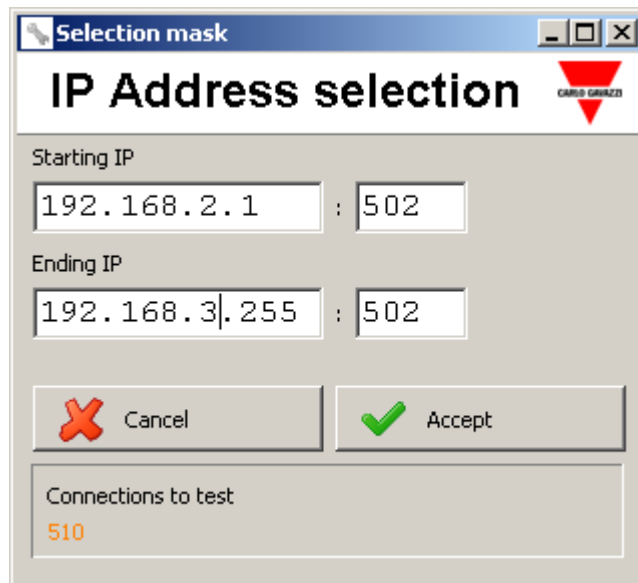 Selection mask
IP Address selection
CARLO GAVAZZI
Starting IP
192.168.2.1 : 502
Ending IP
192.168.3.255 : 502
Cancel Accept
Connections to test
510